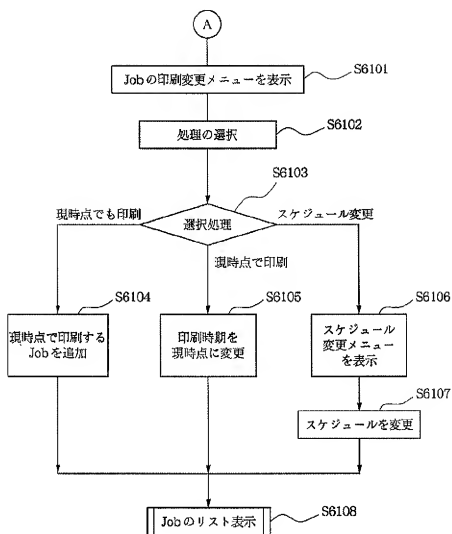 A
Jobの印刷変更メニューを表示
S6101
処理の選択
S6102
S6103
選択処理
現時点でも印刷
スケジュール変更
現時点で印刷
S6104
現時点で印刷する
Jobを追加
S6105
印刷時期を
現時点に変更
S6106
スケジュール
変更メニュー
を表示
S6107
スケジュールを変更
Jobのリスト表示
S6108